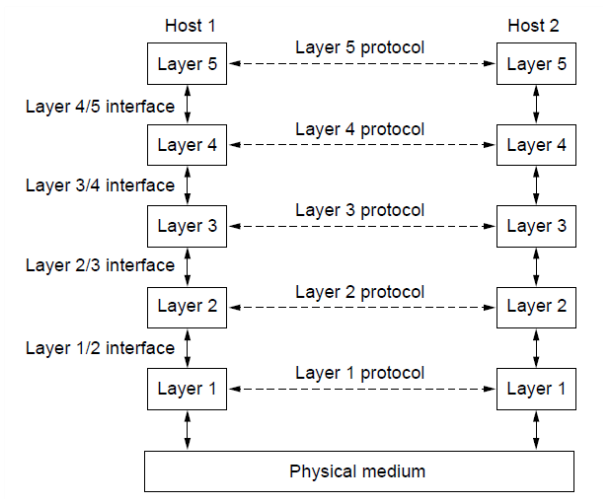 Host 1
Host 2
Layer 5 protocol
Layer 5
Layer 5
Layer 4/5 interface
Layer 4 protocol
Layer 4
Layer 4
Layer 3/4 interface
Layer 3 protocol
Layer 3
Layer 3
Layer 2/3 interface
Layer 2 protocol
Layer 2
Layer 2
Layer 1/2 interface
Layer 1 protocol
Layer 1
Layer 1
Physical medium